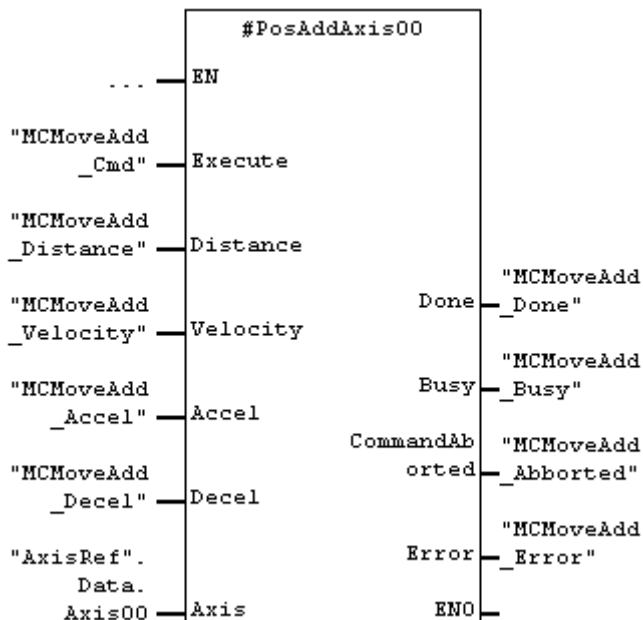 #PosAddAxis00
... EN
"MCMoveAdd
_Cmd" Execute
"MCMoveAdd
_Distance" Distance
"MCMoveAdd
_Velocity" Velocity
"MCMoveAdd
_Accel" Accel
"MCMoveAdd
_Decel" Decel
"AxisRef".
Data.
Axis00 Axis
"MCMoveAdd
Done _Done"
"MCMoveAdd
Busy _Busy"
CommandAb "MCMoveAdd
orted _Abborted"
"MCMoveAdd
Error _Error"
ENO